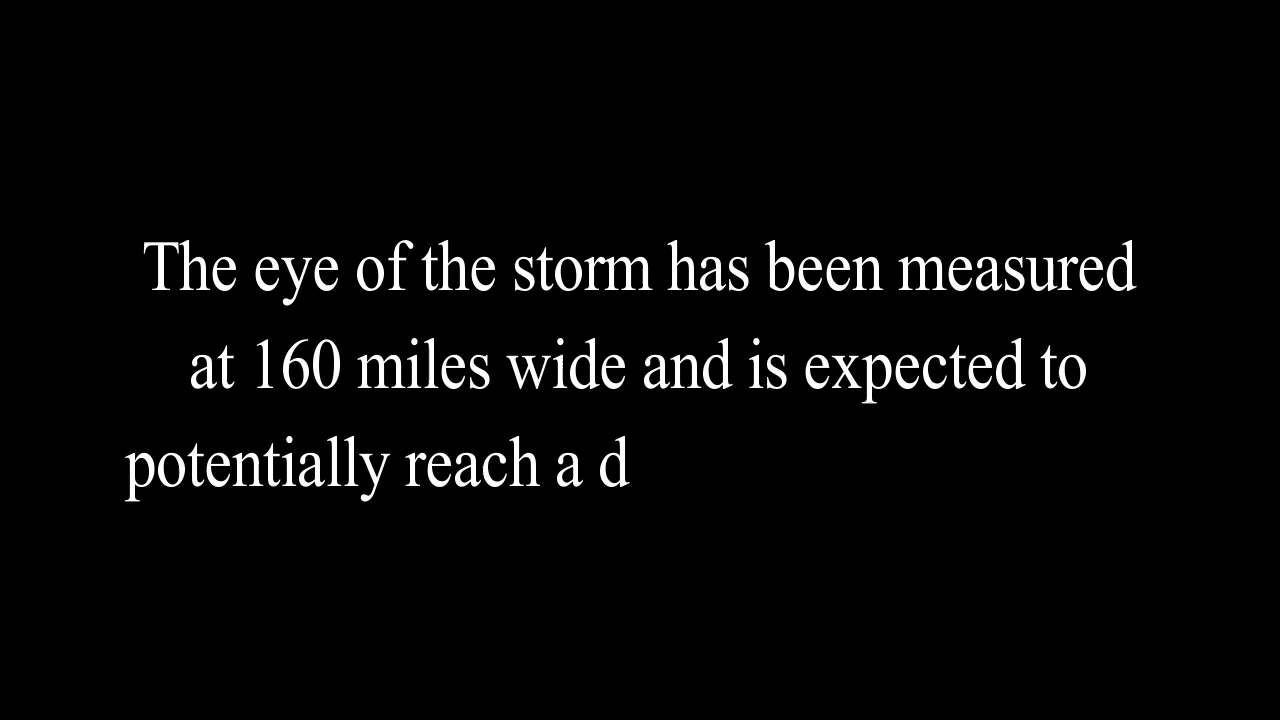 The eye of the storm has been measured
at 160 miles wide and is expected to
potentially reach a d